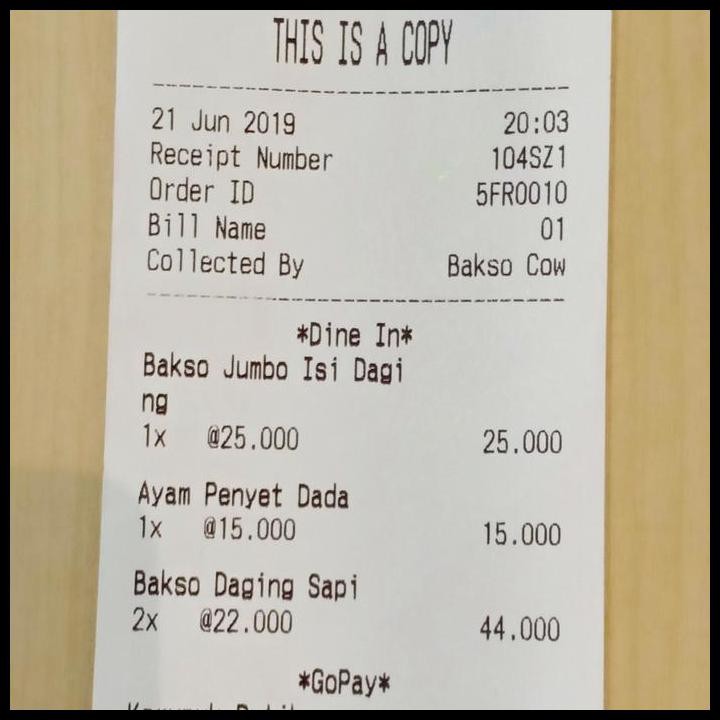 THIS IS A COPY
21 Jun 2019 20:03
Receipt Number 104SZ1
Order ID 5FR0010
Bill Name 01
Collected By Bakso Cow
*Dine In*
Bakso Jumbo Isi Dagi
ng
1x @25.000 25.000
Ayam Penyet Dada
1x @15.000 15.000
Bakso Daging Sapi
2x @22.000 44.000
*GoPay*